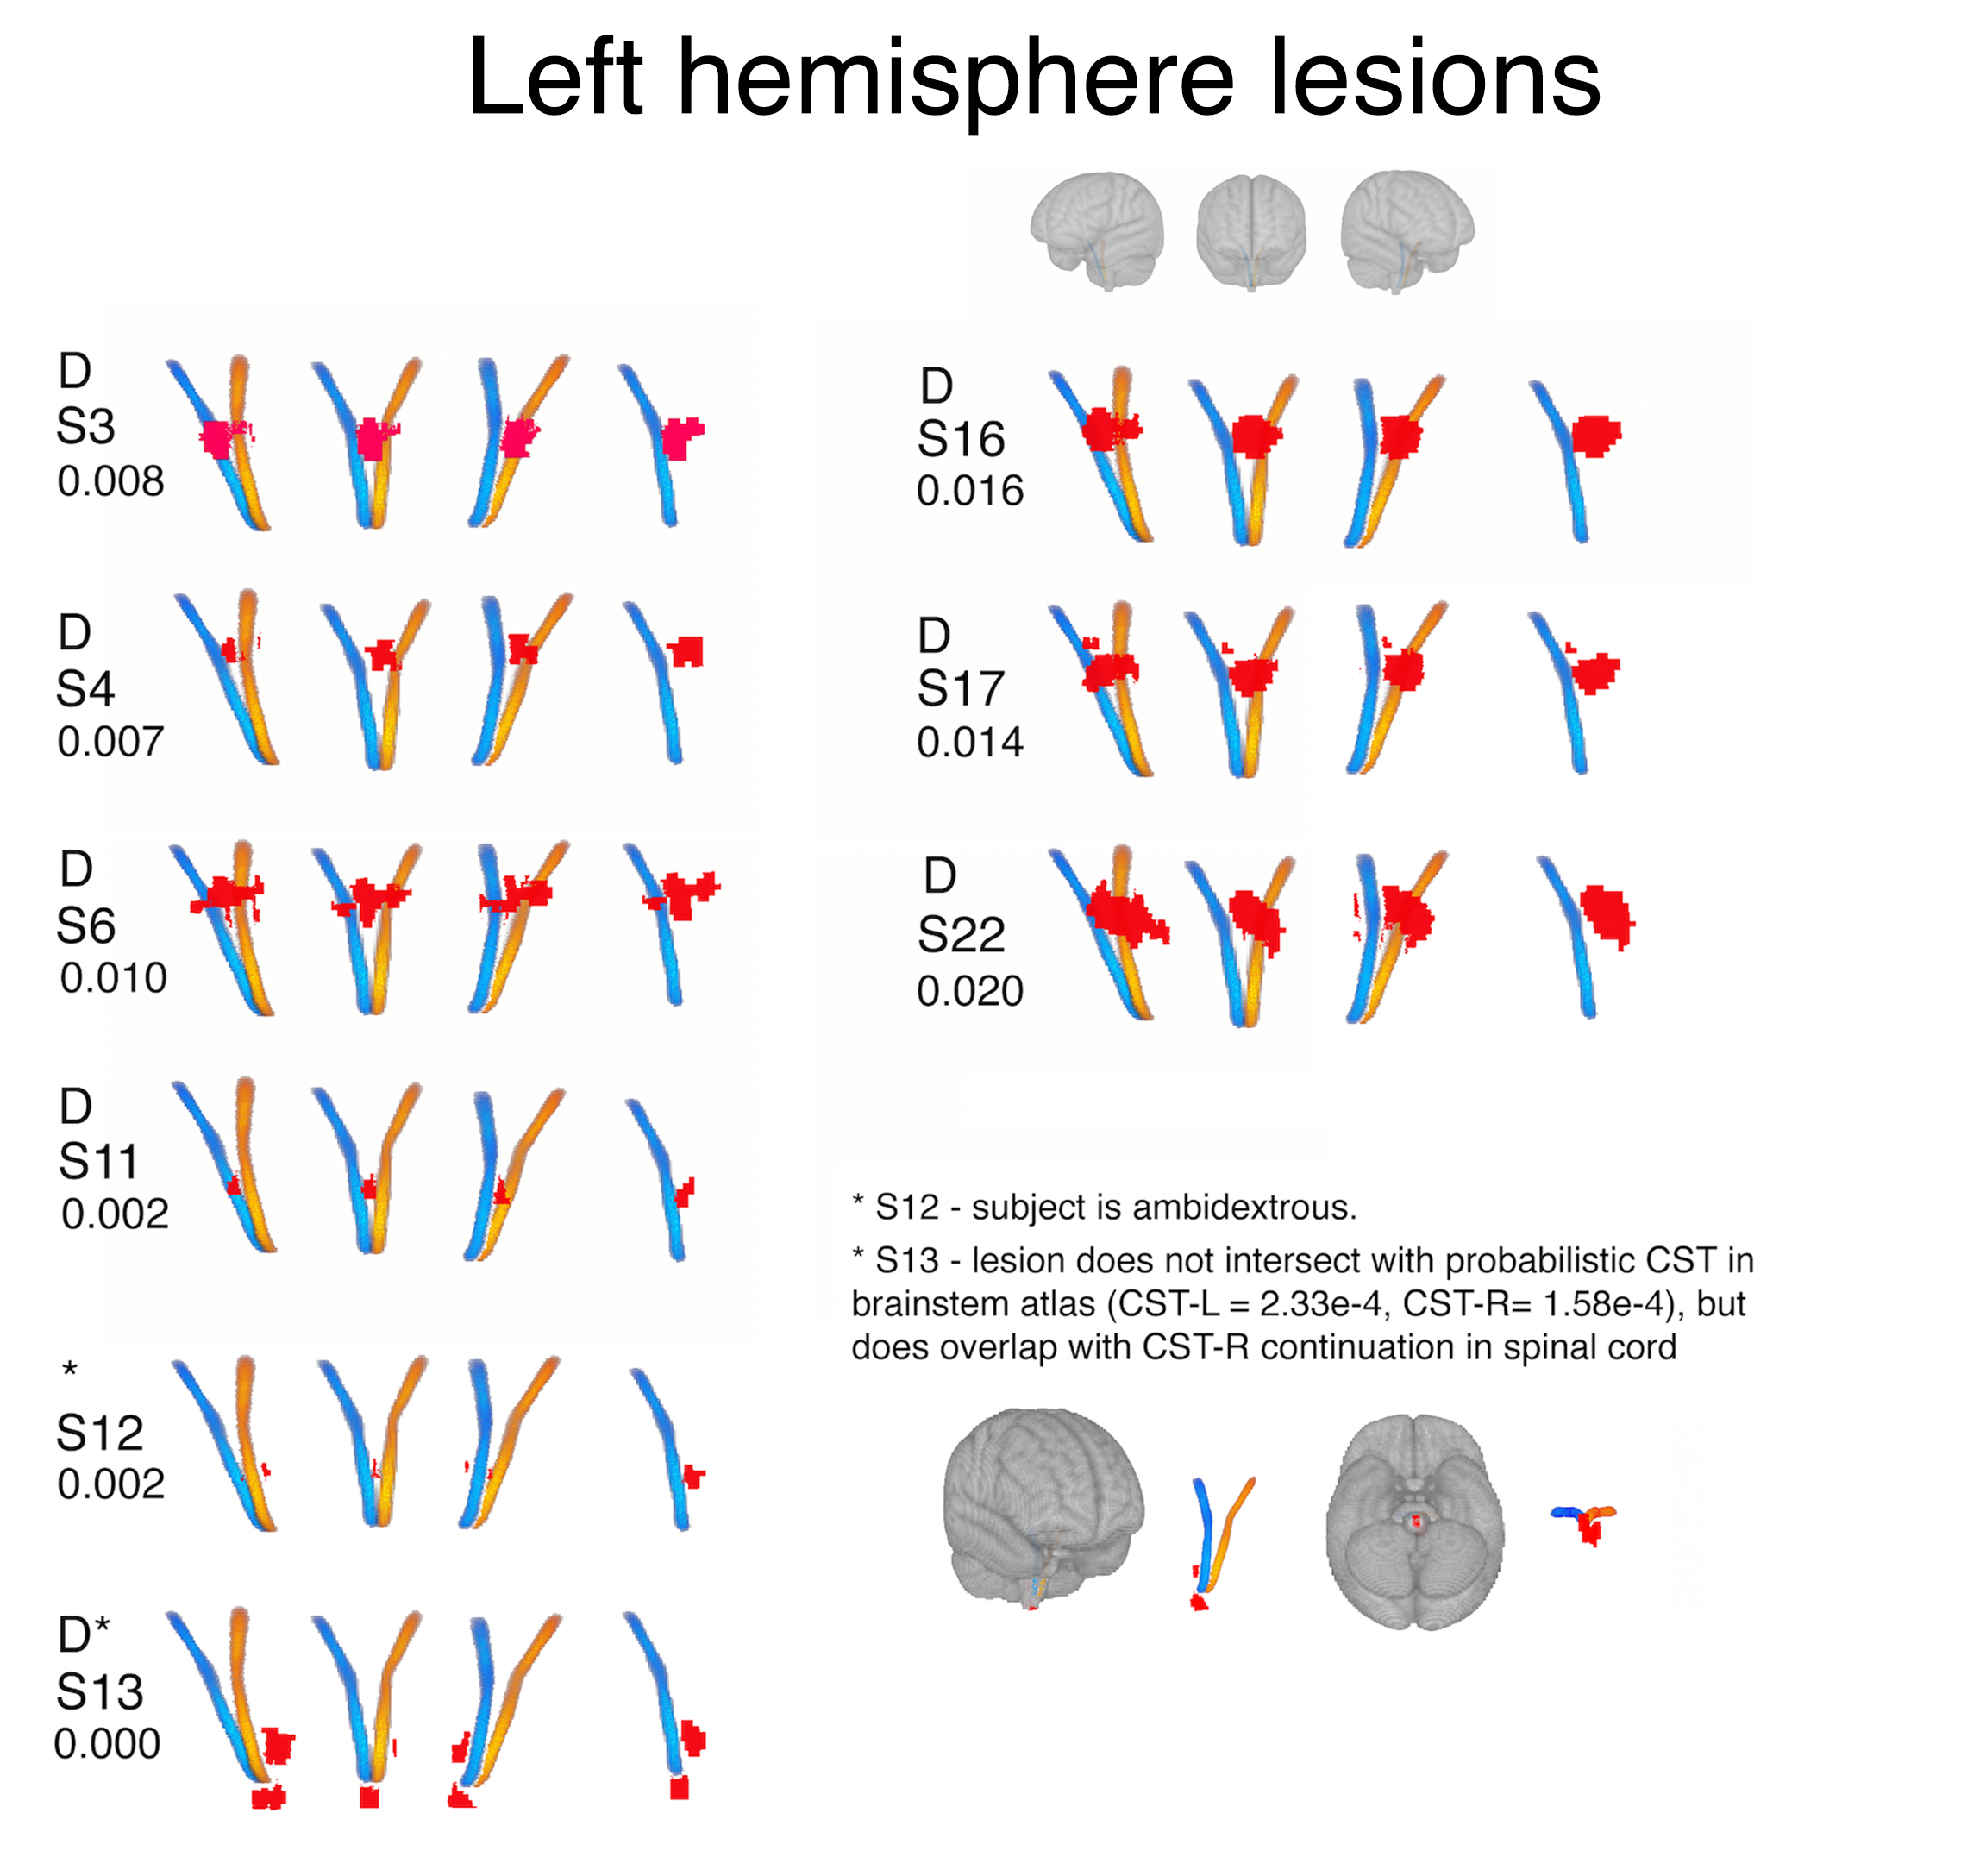 Left hemisphere lesions
D
S3
0.008
D
S4
0.007
D
S6
0.010
D
S11
0.002
*
S12
0.002
D*
S13
0.000
D
S16
0.016
D
S17
0.014
D
S22
0.020
* S12 - subject is ambidextrous.
* S13 - lesion does not intersect with probabilistic CST in
brainstem atlas (CST-L = 2.33e-4, CST-R= 1.58e-4), but
does overlap with CST-R continuation in spinal cord